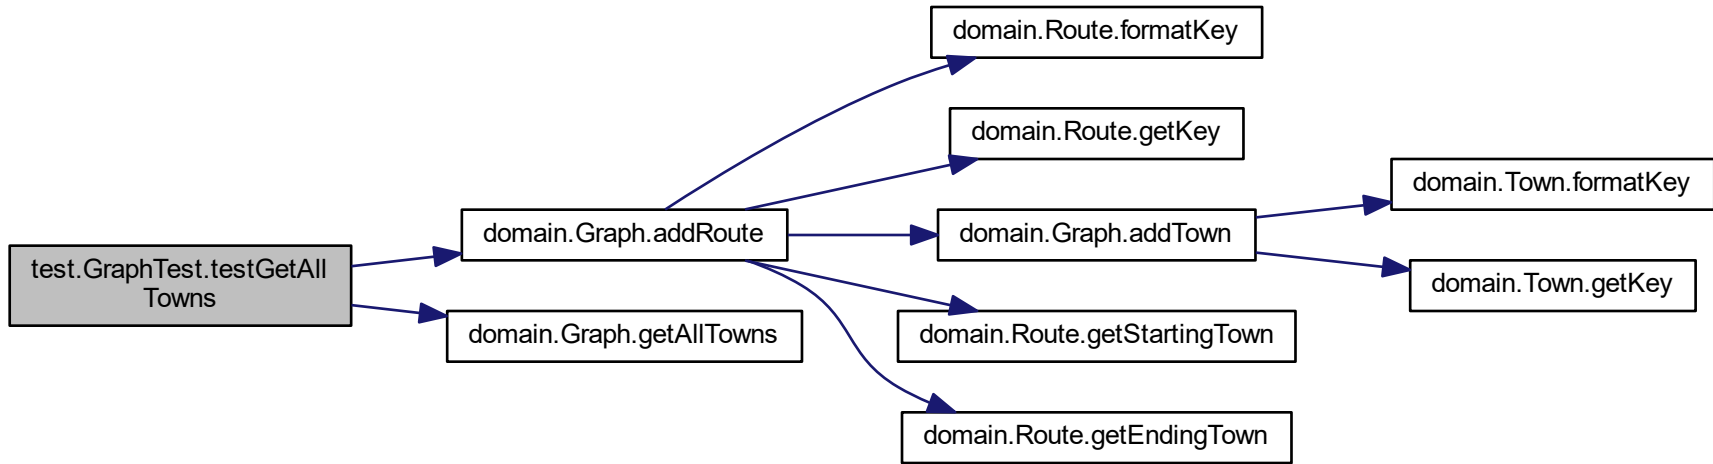 domain.Route.formatKey
domain.Route.getKey
domain.Town.formatKey
domain.Graph.addRoute
domain.Graph.addTown
test.GraphTest.testGetAll
Towns
domain.Town.getKey
domain.Graph.getAllTowns
domain.Route.getStartingTown
domain.Route.getEndingTown